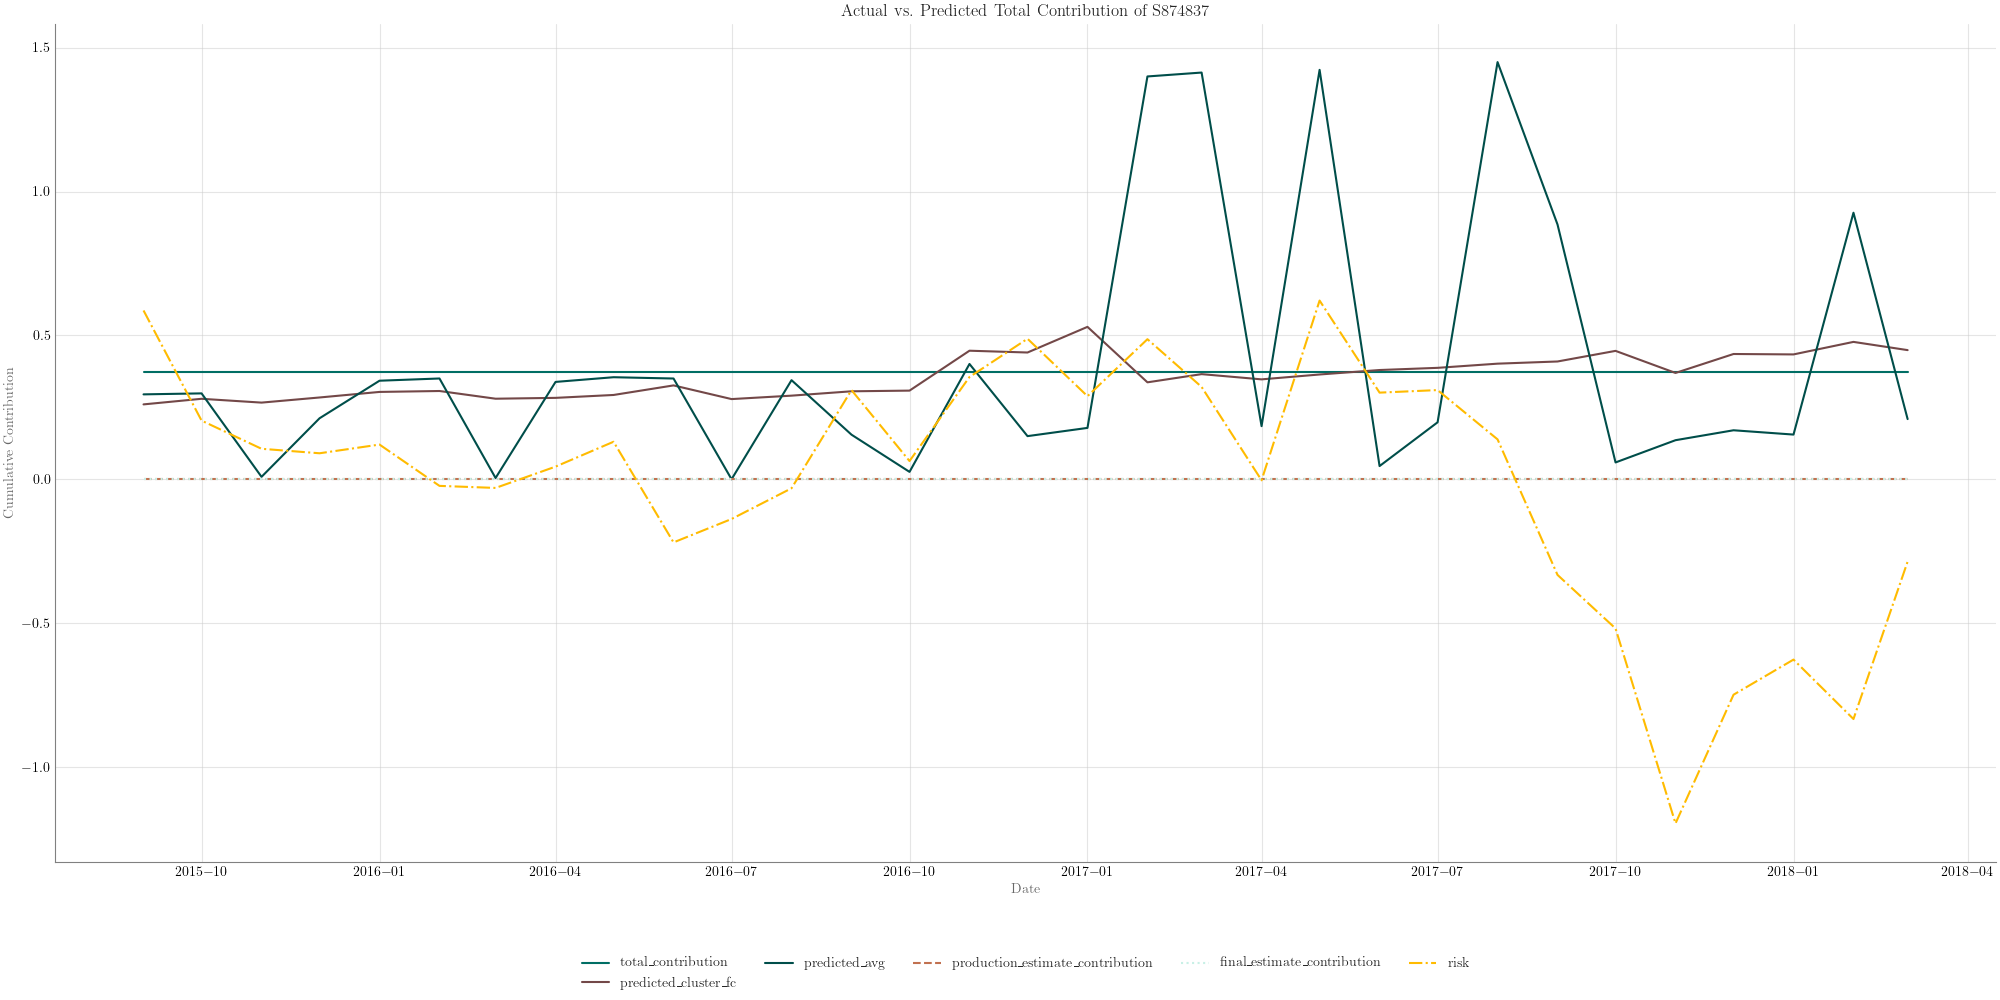 Actual vs. Predicted Total Contribution of S874837
Cumulative Contribution
1.5
1.0
0.5
0.0
−0.5
−1.0
2015−10 2016−01 2016−04 2016−07 2016−10 2017−01 2017−04 2017−07 2017−10 2018−01 2018−04
Date
total_contribution predicted_avg production_estimate_contribution final_estimate_contribution risk
predicted_cluster_fc